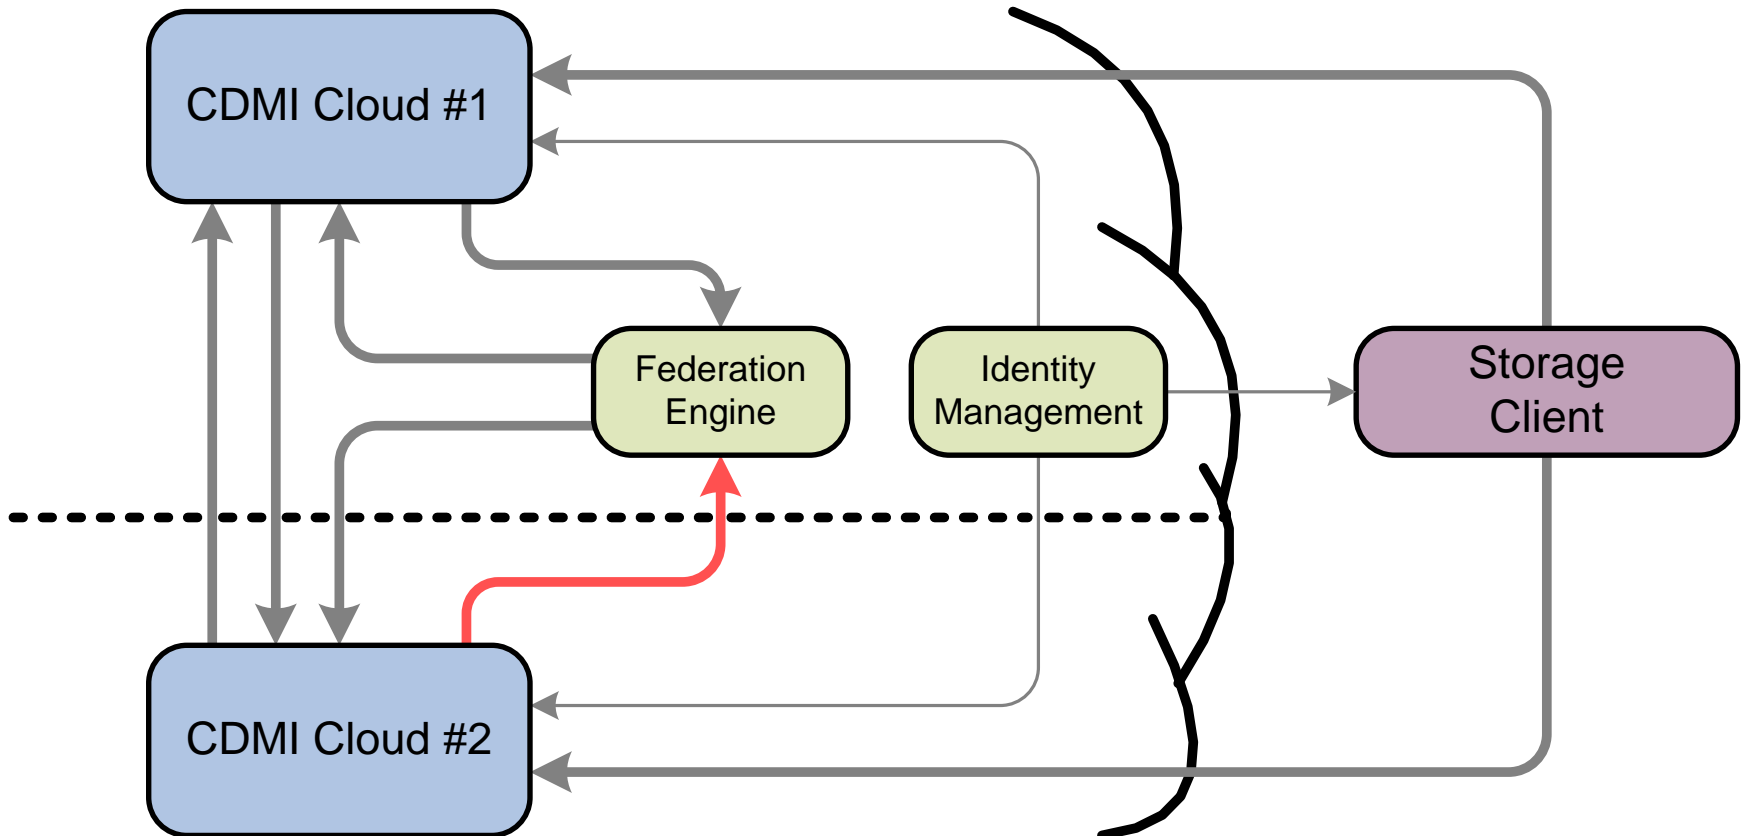 CDMI Cloud #1
Federation
Engine
Identity
Management
Storage
Client
CDMI Cloud #2